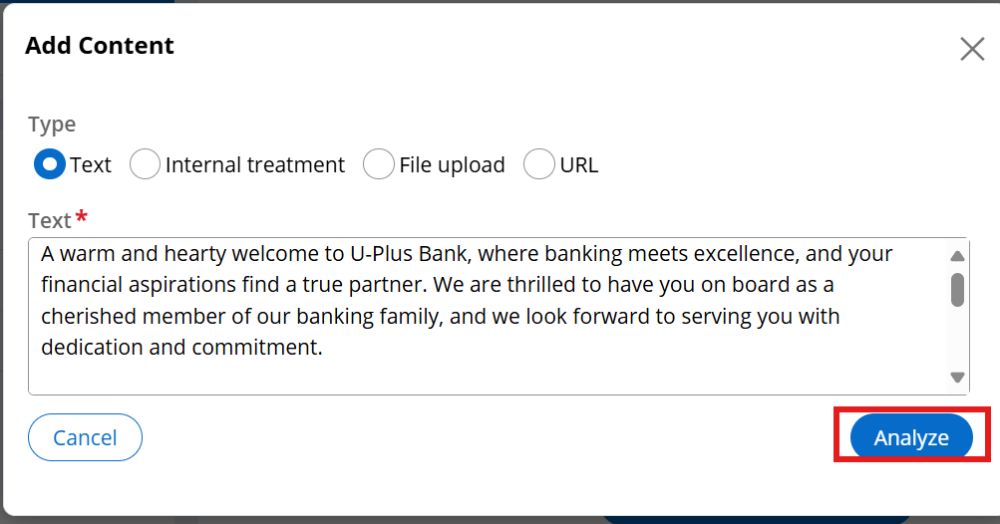 Add Content
Type
Text Internal treatment File upload URL
Text *
A warm and hearty welcome to U-Plus Bank, where banking meets excellence, and your
financial aspirations find a true partner. We are thrilled to have you on board as a
cherished member of our banking family, and we look forward to serving you with
dedication and commitment.
Cancel Analyze